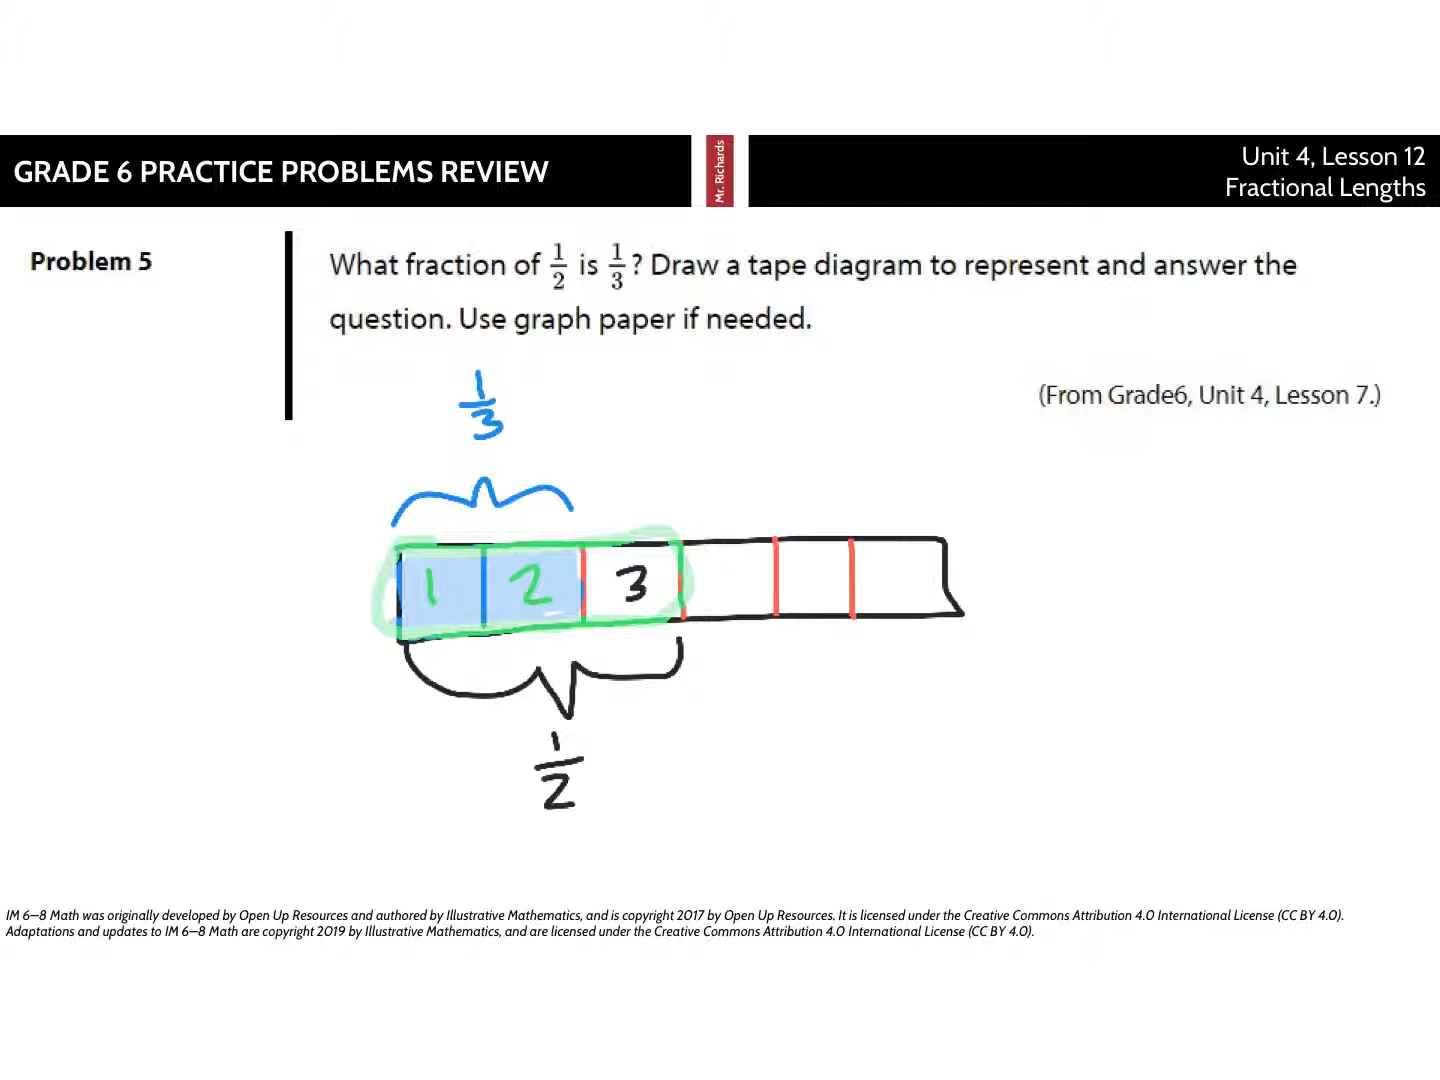 GRADE 6 PRACTICE PROBLEMS REVIEW
Mr. Richards
Unit 4, Lesson 12
Fractional Lengths
Problem 5
What fraction of 1/2 is 1/3? Draw a tape diagram to represent and answer the
question. Use graph paper if needed.
(From Grade6, Unit 4, Lesson 7.)
1/3
1 2 3
1/2
IM 6–8 Math was originally developed by Open Up Resources and authored by Illustrative Mathematics, and is copyright 2017 by Open Up Resources. It is licensed under the Creative Commons Attribution 4.0 International License (CC BY 4.0).
Adaptations and updates to IM 6–8 Math are copyright 2019 by Illustrative Mathematics, and are licensed under the Creative Commons Attribution 4.0 International License (CC BY 4.0).